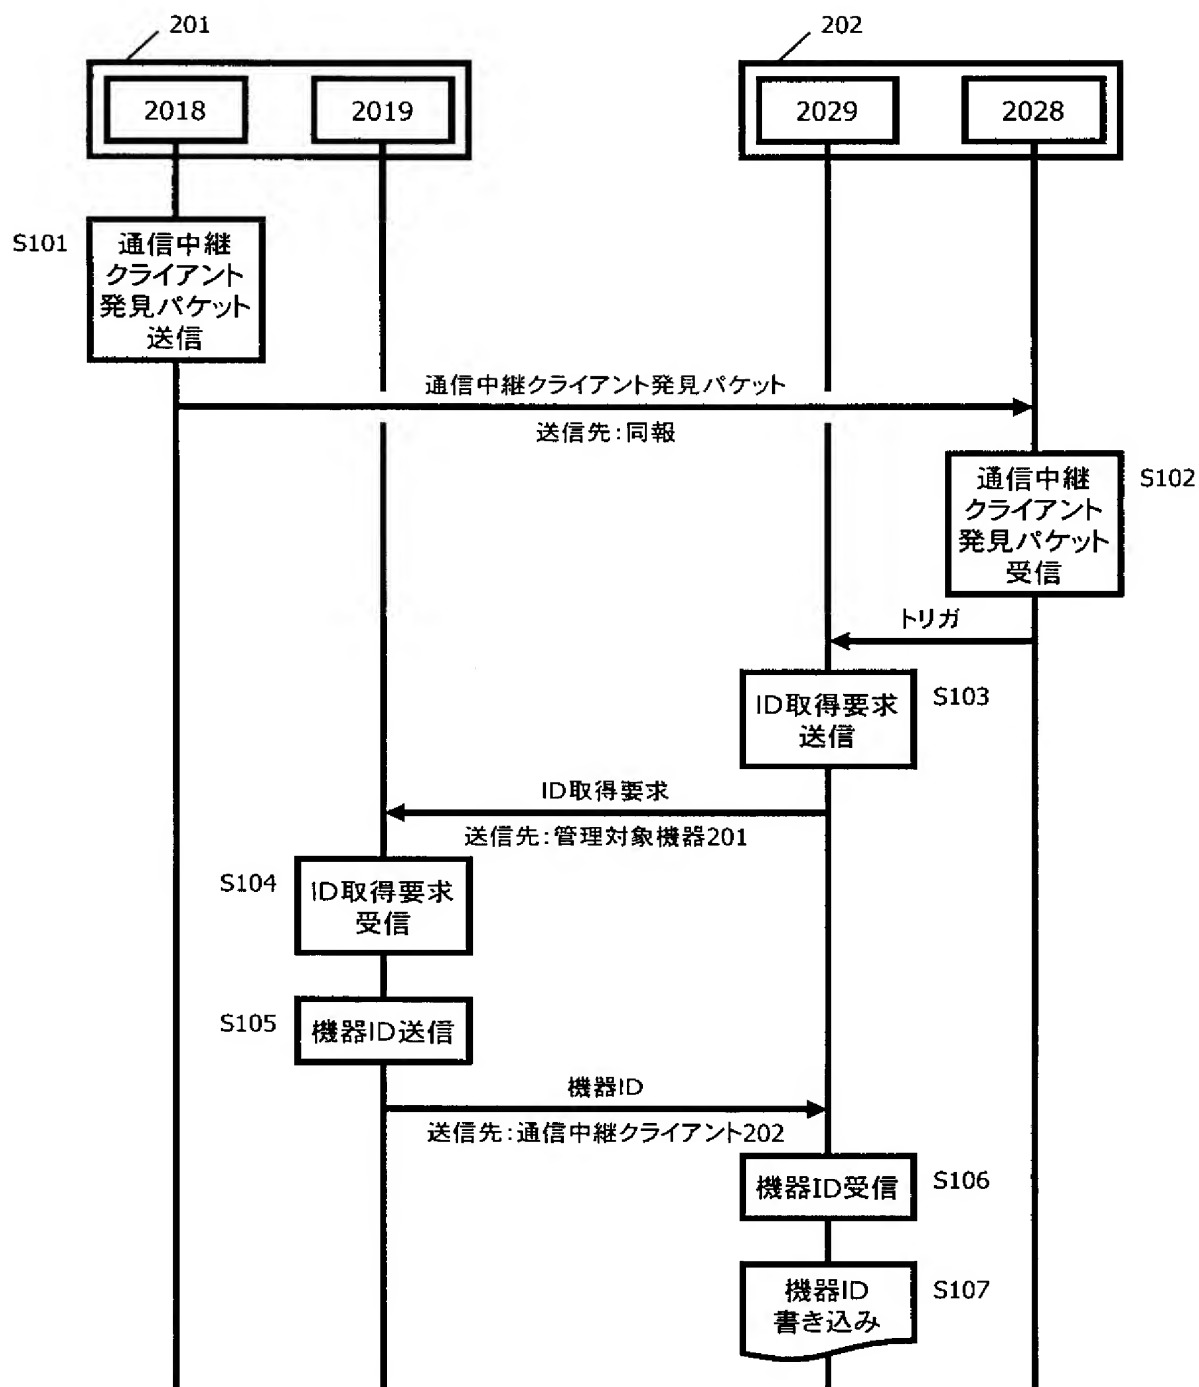 201
202
2018
2019
2029
2028
S101
通信中継
クライアント
発見パケット
送信
通信中継クライアント発見パケット
送信先:同報
通信中継
クライアント
発見パケット
受信
S102
トリガ
ID取得要求
送信
S103
ID取得要求
送信先:管理対象機器201
S104
ID取得要求
受信
S105
機器ID送信
機器ID
送信先:通信中継クライアント202
機器ID受信
S106
機器ID
書き込み
S107